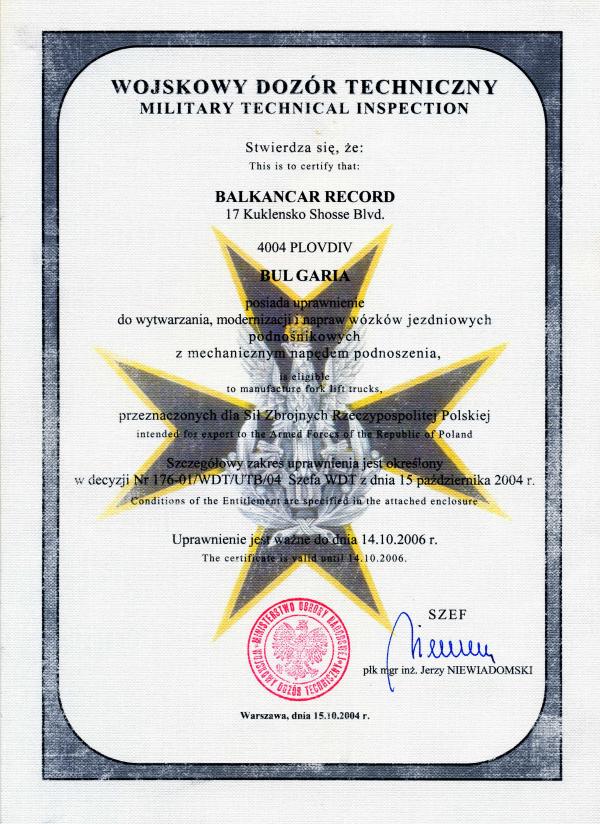 WOJSKOWY DOZÓR TECHNICZNY
MILITARY TECHNICAL INSPECTION
Stwierdza się, że:
This is to certify that:
BALKANCAR RECORD
17 Kuklensko Shosse Blvd.
4004 PLOVDIV
BUL GARIA
posiada uprawnienie
do wytwarzania, modernizacji i napraw wózków jezdniowych
podnośnikowych
z mechanicznym napędem podnoszenia,
is eligible
to manufacture fork lift trucks,
przeznaczonych dla Sił Zbrojnych Rzeczypospolitej Polskiej
intended for export to the Armed Forces of the Republic of Poland
Szczegółowy zakres uprawnienia jest określony
w decyzji Nr 176-01/WDT/UTB/04 Szefa WDT z dnia 15 października 2004 r.
Conditions of the Entitlement are specified in the attached enclosure
Uprawnienie jest ważne do dnia 14.10.2006 r.
The certificate is valid until 14.10.2006.
MINISTERSTWO OBRONY NARODOWEJ
WOJSKOWY DOZÓR TECHNICZNY
SZEF
płk mgr inż. Jerzy NIEWIADOMSKI
Warszawa, dnia 15.10.2004 r.